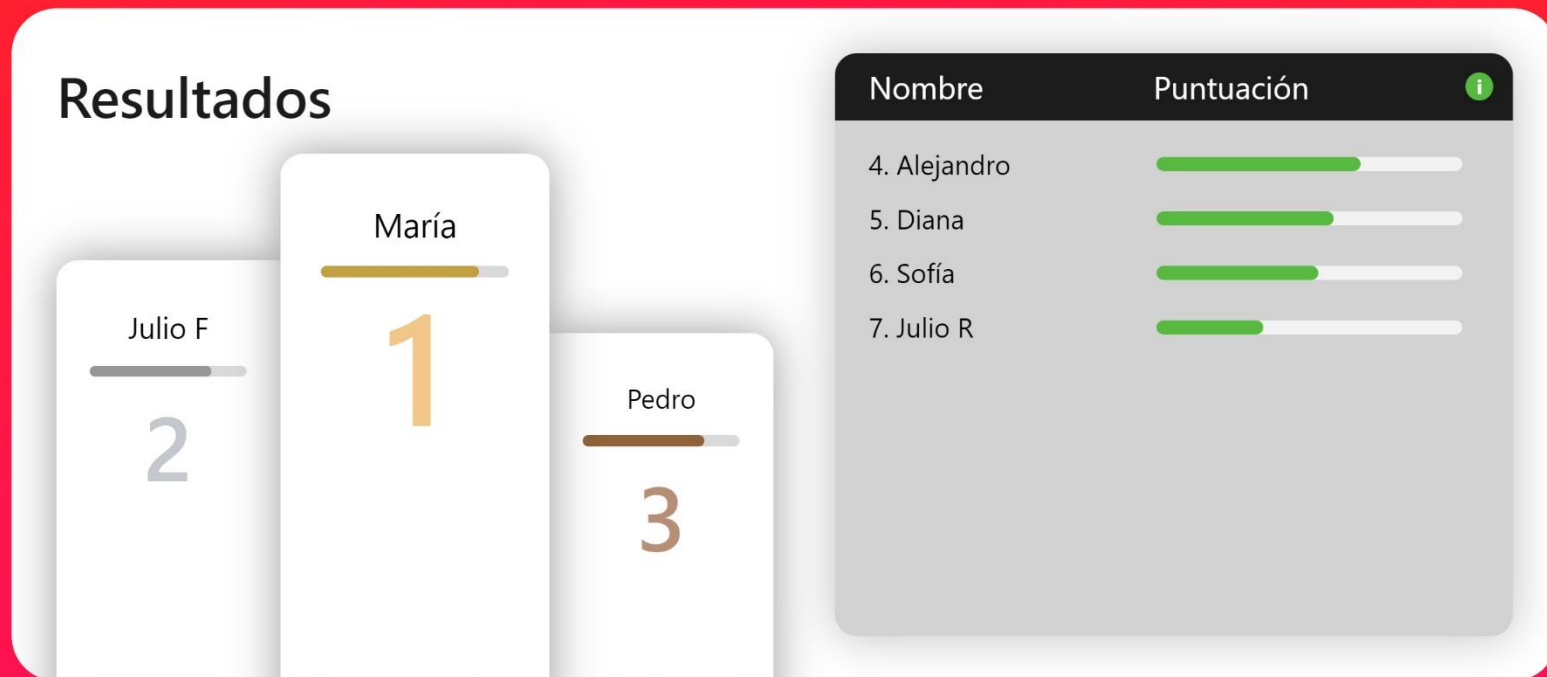 Resultados
María
1
Julio F
2
Pedro
3
Nombre Puntuación i
4. Alejandro
5. Diana
6. Sofía
7. Julio R